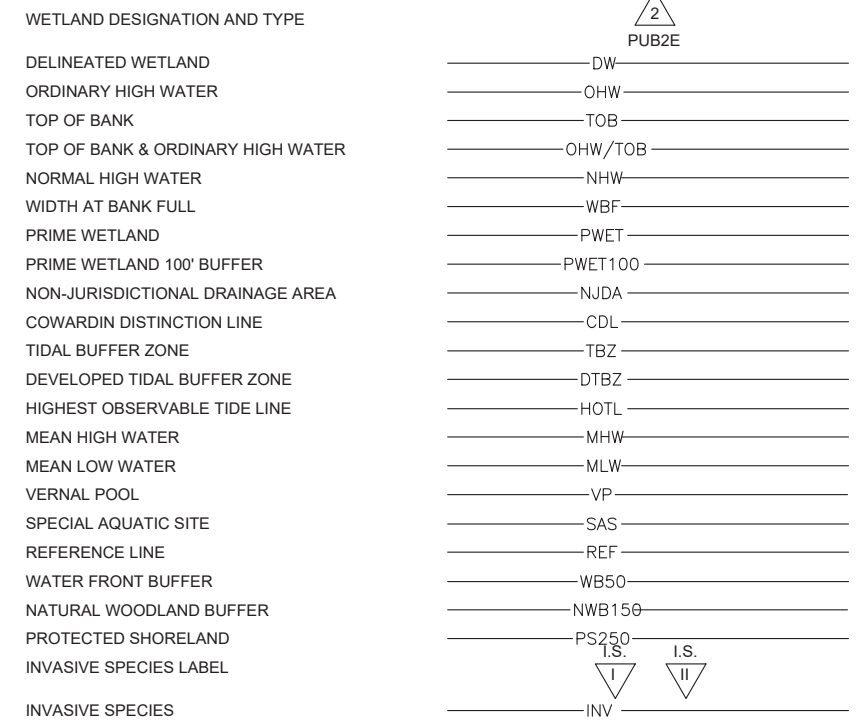 WETLAND DESIGNATION AND TYPE 2
PUB2E
DELINEATED WETLAND DW
ORDINARY HIGH WATER OHW
TOP OF BANK TOB
TOP OF BANK & ORDINARY HIGH WATER OHW/TOB
NORMAL HIGH WATER NHW
WIDTH AT BANK FULL WBF
PRIME WETLAND PWET
PRIME WETLAND 100' BUFFER PWET100
NON-JURISDICTIONAL DRAINAGE AREA NJDA
COWARDIN DISTINCTION LINE CDL
TIDAL BUFFER ZONE TBZ
DEVELOPED TIDAL BUFFER ZONE DTBZ
HIGHEST OBSERVABLE TIDE LINE HOTL
MEAN HIGH WATER MHW
MEAN LOW WATER MLW
VERNAL POOL VP
SPECIAL AQUATIC SITE SAS
REFERENCE LINE REF
WATER FRONT BUFFER WB50
NATURAL WOODLAND BUFFER NWB150
PROTECTED SHORELAND PS250
I.S. I.S.
INVASIVE SPECIES LABEL I II
INVASIVE SPECIES INV